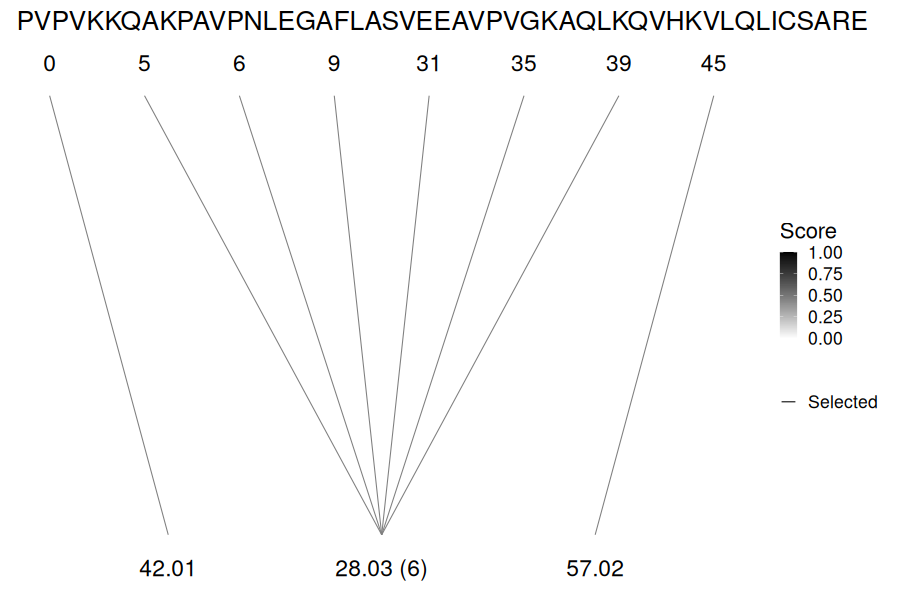 PVPVKKQAKPAVPNLEGAFLASVEEAVPVGKAQLKQVHKVLQLICSARE
0 5 6 9 31 35 39 45
Score
1.00
0.75
0.50
0.25
0.00
Selected
42.01 28.03 (6) 57.02